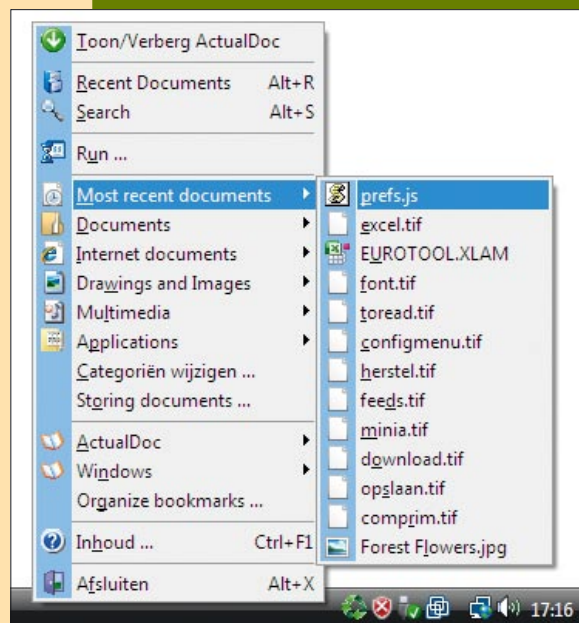 Toon/Verberg ActualDoc
Recent Documents Alt+R
Search Alt+S
Run ...
Most recent documents
Documents
Internet documents
Drawings and Images
Multimedia
Applications
Categoriën wijzigen ...
Storing documents ...
ActualDoc
Windows
Organize bookmarks ...
Inhoud ... Ctrl+F1
Afsluiten Alt+X
prefs.js
excel.tif
EUROTOOL.XLAM
font.tif
toread.tif
configmenu.tif
herstel.tif
feeds.tif
minia.tif
download.tif
opslaan.tif
comprim.tif
Forest Flowers.jpg
17:16